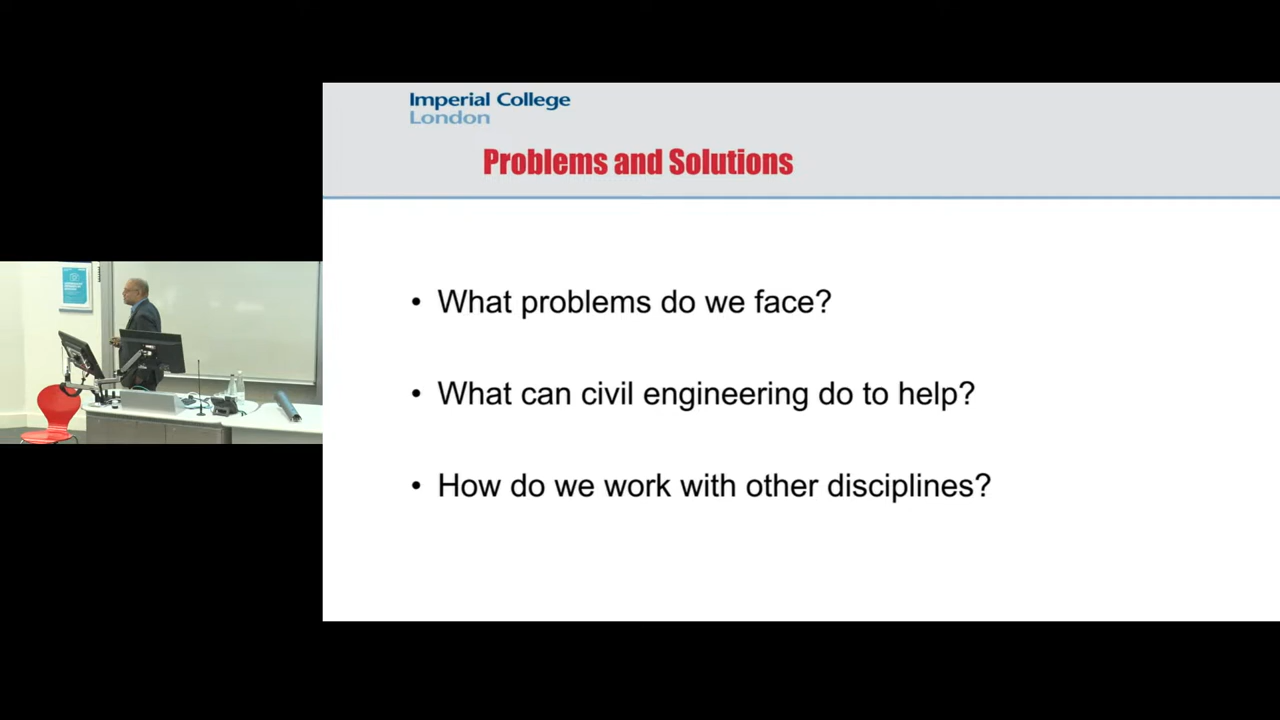 Imperial College
London
Problems and Solutions
• What problems do we face?
• What can civil engineering do to help?
• How do we work with other disciplines?